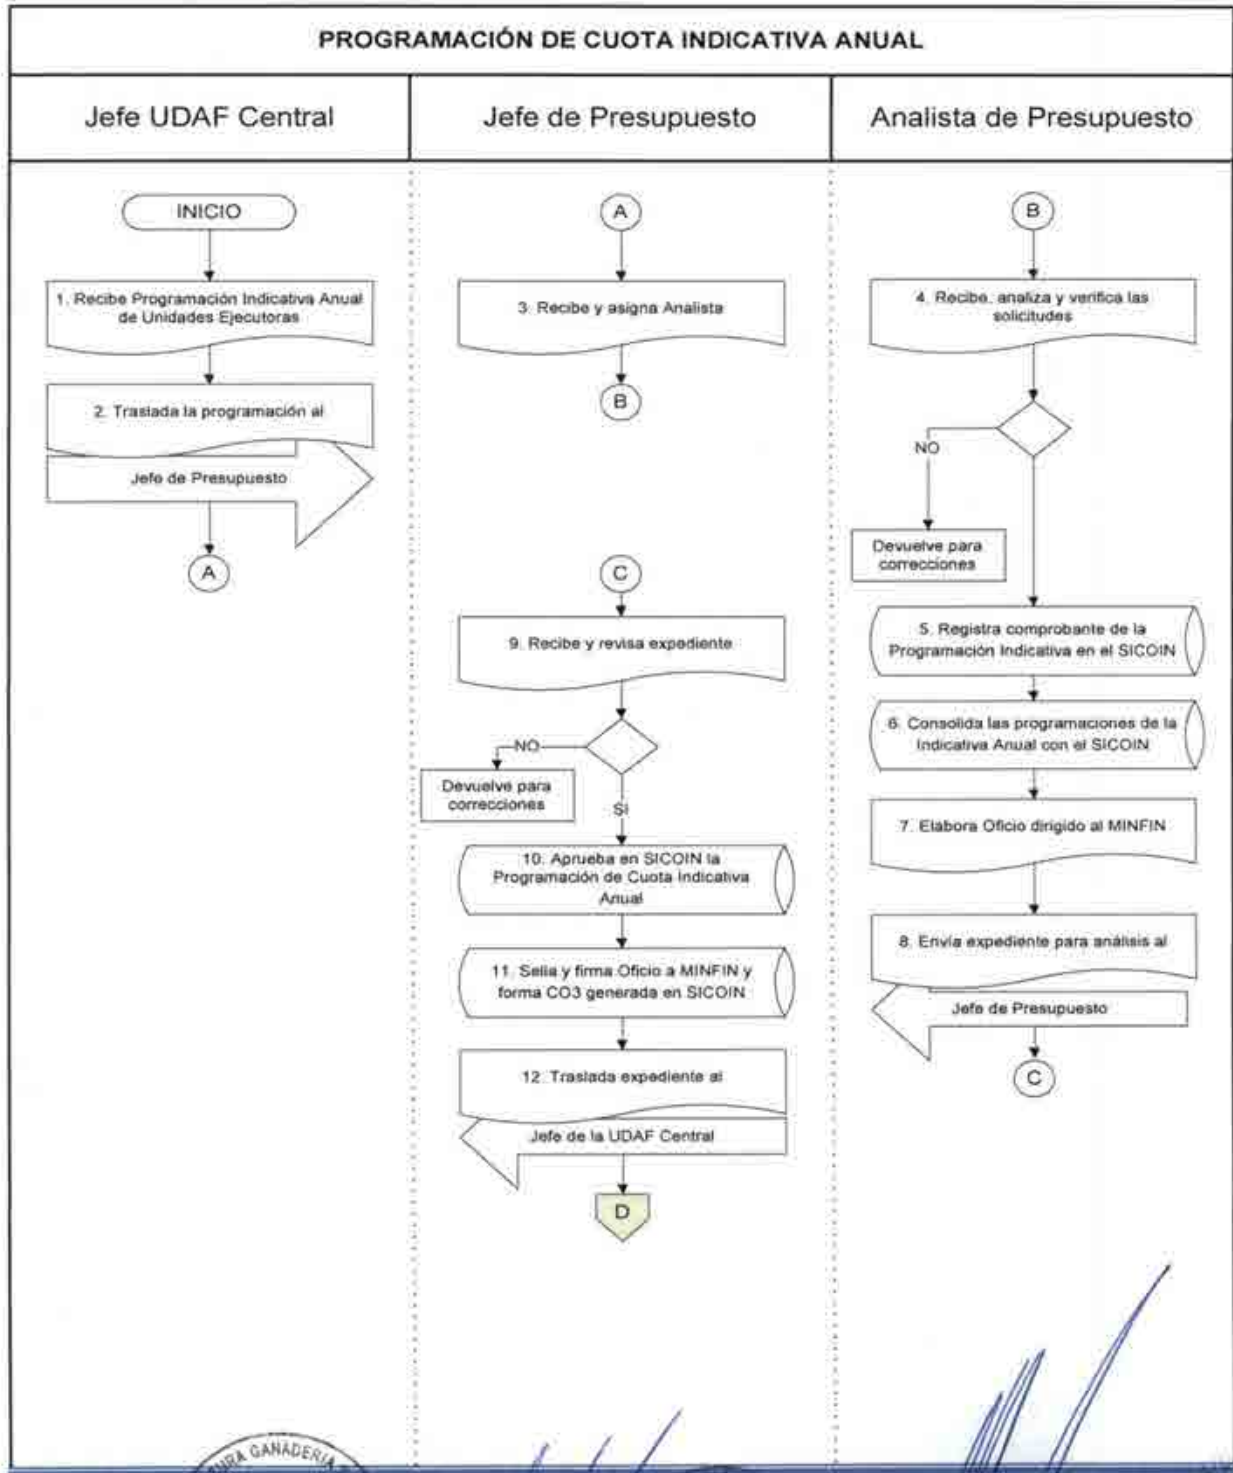 PROGRAMACIÓN DE CUOTA INDICATIVA ANUAL
Jefe UDAF Central
Jefe de Presupuesto
Analista de Presupuesto
INICIO
1. Recibe Programación Indicativa Anual
de Unidades Ejecutoras
2. Traslada la programación al
Jefe de Presupuesto
A
A
3. Recibe y asigna Analista
B
B
4. Recibe, analiza y verifica las
solicitudes
NO
Devuelve para
correcciones
5. Registra comprobante de la
Programación Indicativa en el SICOIN
6. Consolida las programaciones de la
Indicativa Anual con el SICOIN
7. Elabora Oficio dirigido al MINFIN
8. Envía expediente para análisis al
Jefe de Presupuesto
C
C
9. Recibe y revisa expediente
NO
Devuelve para
correcciones
SI
10. Aprueba en SICOIN la
Programación de Cuota Indicativa
Anual
11. Sella y firma Oficio a MINFIN y
forma CO3 generada en SICOIN
12. Traslada expediente al
Jefe de la UDAF Central
D
GANADERIA